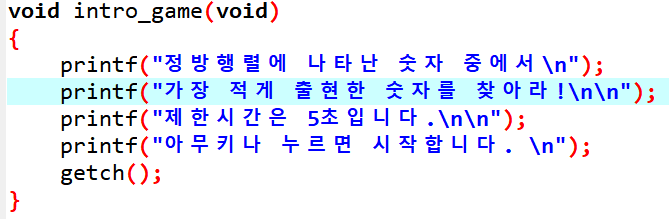 void intro_game(void)
{
    printf("정방행렬에 나타난 숫자 중에서\n");
    printf("가장 적게 출현한 숫자를 찾아라!\n\n");
    printf("제한시간은 5초입니다.\n\n");
    printf("아무키나 누르면 시작합니다. \n");
    getch();
}